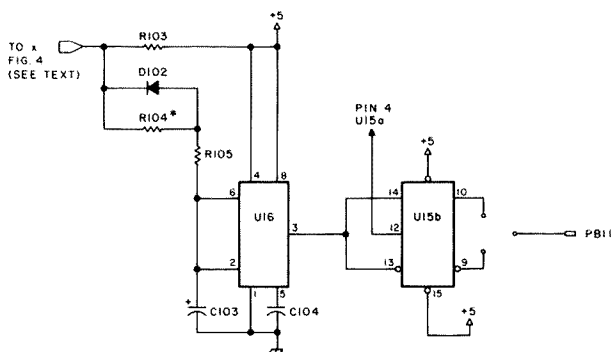 +5
R103
TO x
FIG. 4
(SEE TEXT)
D102
R104*
R105
PIN 4
U15a
+5
4
8
6
U16
3
2
1
5
14
10
12
U15b
PB11
13
9
15
C103
+
C104
+5